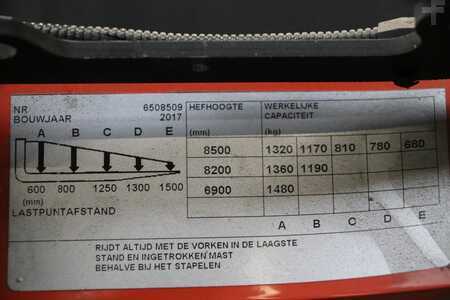 NR 6508509
BOUWJAAR 2017
A B C D E
600 800 1250 1300 1500
(mm)
LASTPUNTAFSTAND
HEFHOOGTE WERKELIJKE CAPACITEIT
(mm) (kg)
8500 1320 1170 810 780 680
8200 1360 1190
6900 1480
A B C D E
RIJDT ALTIJD MET DE VORKEN IN DE LAAGSTE
STAND EN INGETROKKEN MAST
BEHALVE BIJ HET STAPELEN